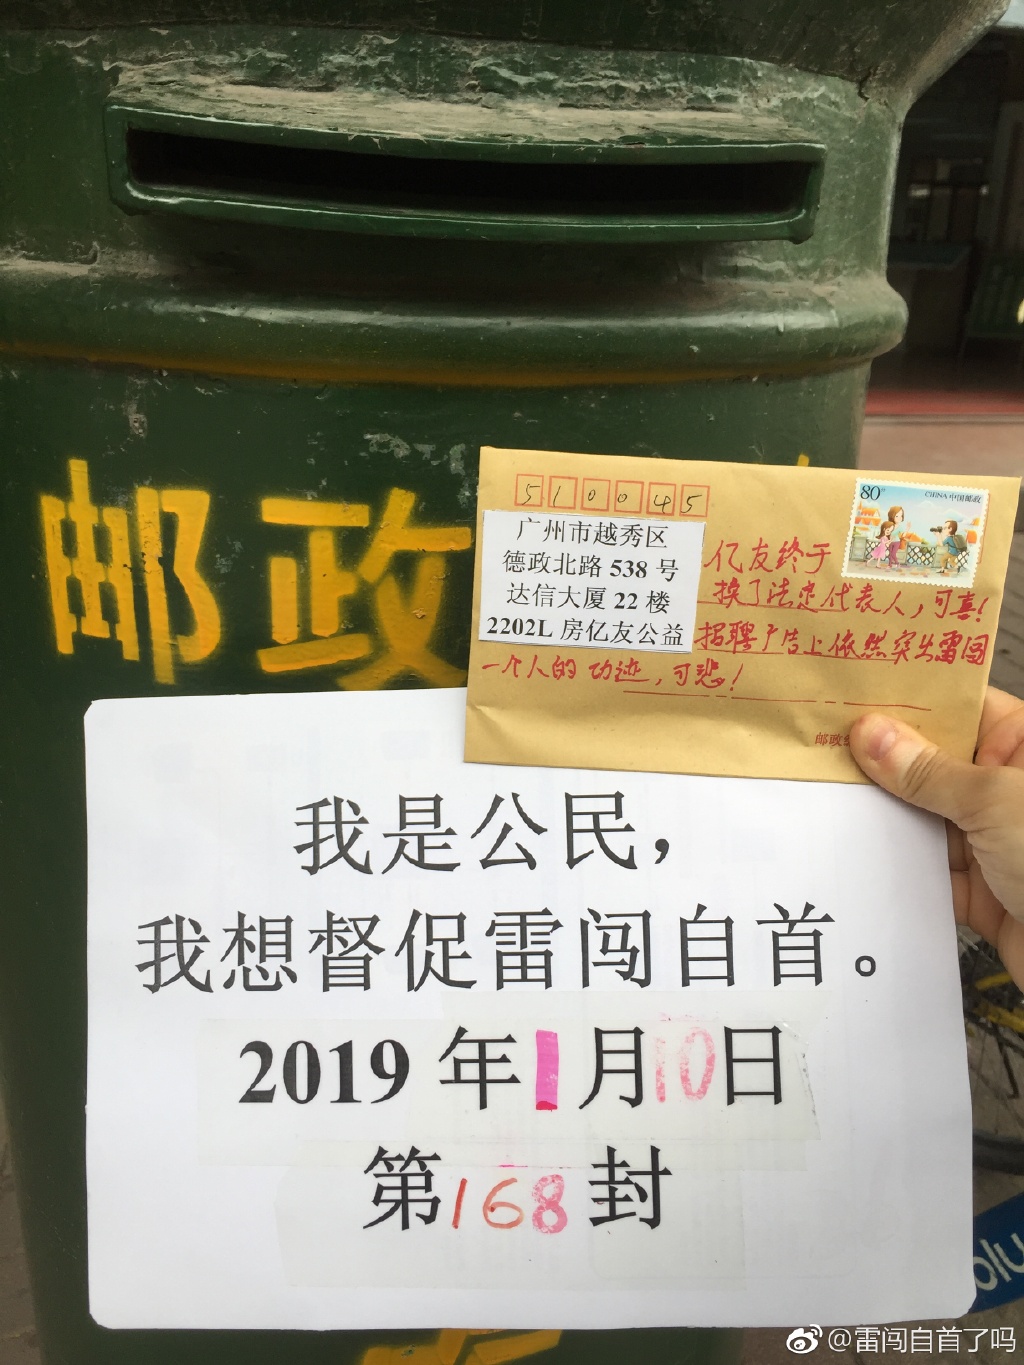 邮政
510045
80分
CHINA 中国邮政
广州市越秀区
德政北路 538 号
达信大厦 22 楼
2202L 房亿友公益
亿友终于
换了法定代表人，可喜！
招聘广告上依然突出雷闯
一个人的功迹，可悲！
邮政
我是公民，
我想督促雷闯自首。
2019 年 1 月 10 日
第 168 封
olu
@雷闯自首了吗